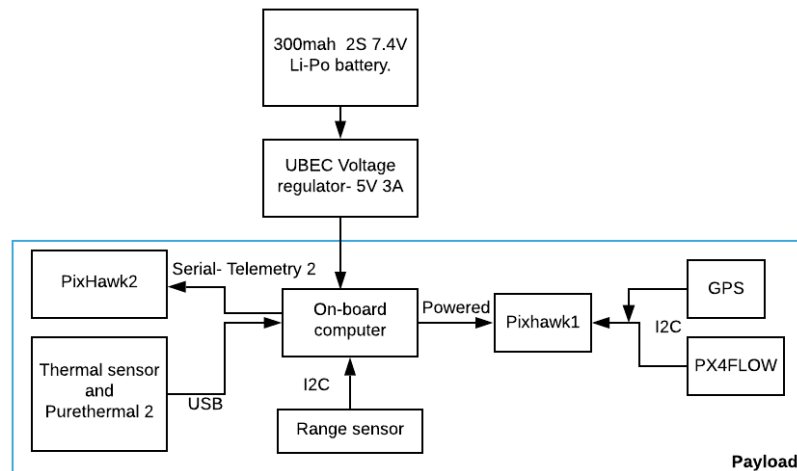 300mah 2S 7.4V
Li-Po battery.
UBEC Voltage
regulator- 5V 3A
PixHawk2
Serial- Telemetry 2
On-board
computer
Powered
Pixhawk1
GPS
I2C
PX4FLOW
Thermal sensor
and
Purethermal 2
USB
I2C
Range sensor
Payload